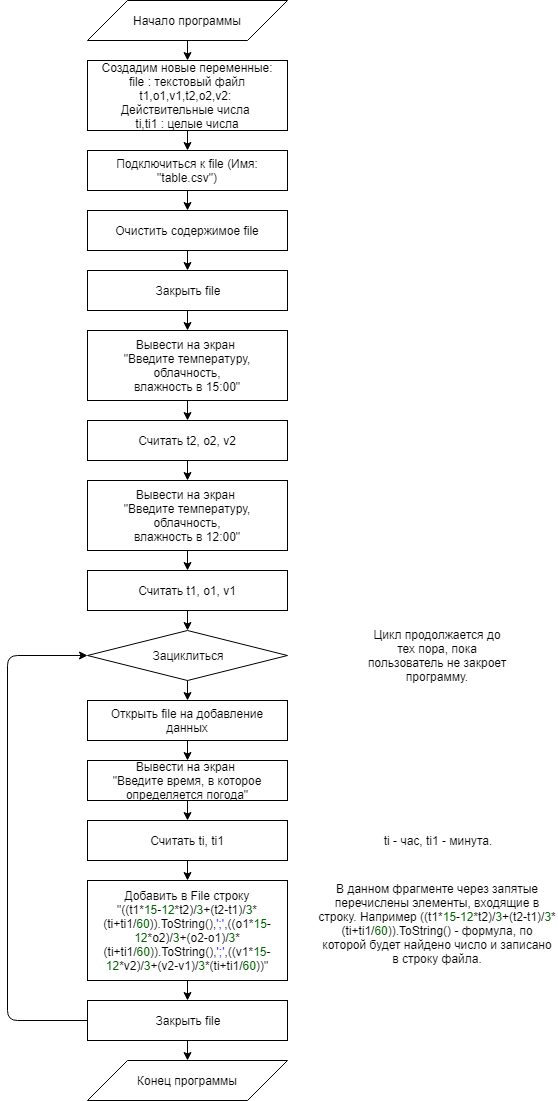 Начало программы
Создадим новые переменные:
file : текстовый файл
t1,o1,v1,t2,o2,v2:
Действительные числа
ti,ti1 : целые числа
Подключиться к file (Имя:
"table.csv")
Очистить содержимое file
Закрыть file
Вывести на экран
"Введите температуру,
облачность,
влажность в 15:00"
Считать t2, o2, v2
Вывести на экран
"Введите температуру,
облачность,
влажность в 12:00"
Считать t1, o1, v1
Зациклиться
Цикл продолжается до
тех пора, пока
пользователь не закроет
программу.
Открыть file на добавление
данных
Вывести на экран
"Введите время, в которое
определяется погода"
Считать ti, ti1
ti - час, ti1 - минута.
Добавить в File строку
"((t1*15-12*t2)/3+(t2-t1)/3*
(ti+ti1/60)).ToString(),';',((o1*15-
12*o2)/3+(o2-o1)/3*
(ti+ti1/60)).ToString(),';',((v1*15-
12*v2)/3+(v2-v1)/3*(ti+ti1/60))"
В данном фрагменте через запятые
перечислены элементы, входящие в
строку. Например ((t1*15-12*t2)/3+(t2-t1)/3*
(ti+ti1/60)).ToString() - формула, по
которой будет найдено число и записано
в строку файла.
Закрыть file
Конец программы